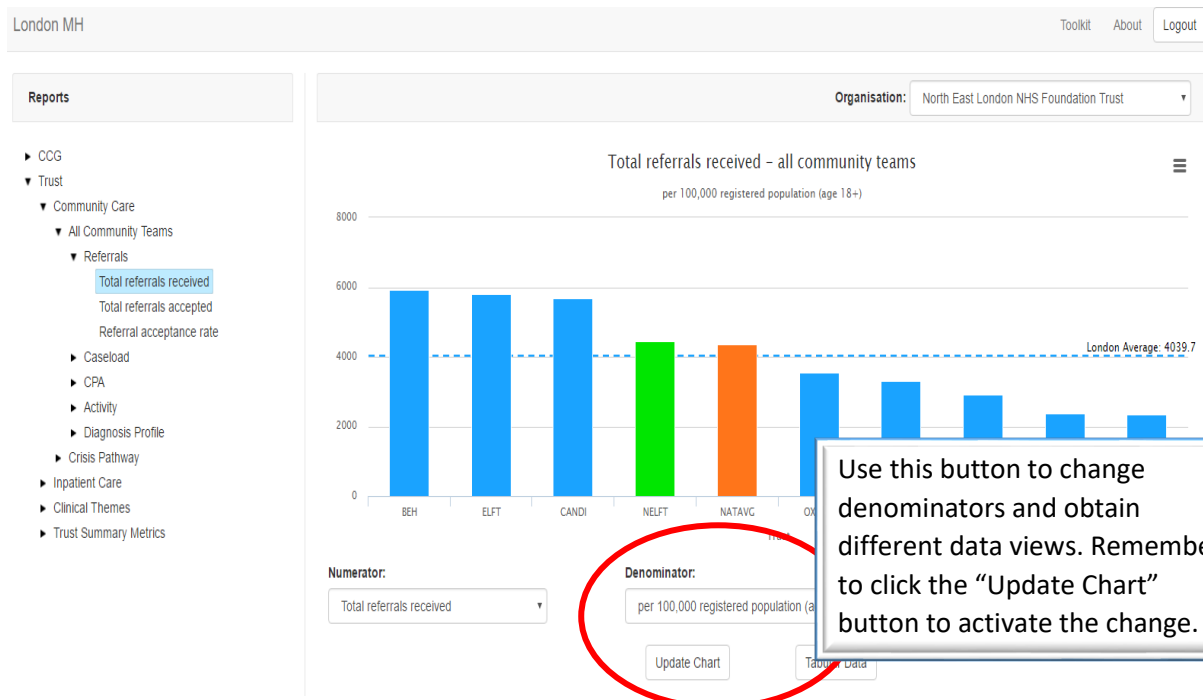 London MH
Toolkit About Logout
Reports
Organisation: North East London NHS Foundation Trust
CCG
Trust
Community Care
All Community Teams
Referrals
Total referrals received
Total referrals accepted
Referral acceptance rate
Caseload
CPA
Activity
Diagnosis Profile
Crisis Pathway
Inpatient Care
Clinical Themes
Trust Summary Metrics
Total referrals received – all community teams
per 100,000 registered population (age 18+)
8000
6000
4000
2000
0
London Average: 4039.7
BEH ELFT CANDI NELFT NATAVG
Numerator:
Total referrals received
Denominator:
per 100,000 registered population
Update Chart
Data
Use this button to change
denominators and obtain
different data views. Remembe
to click the “Update Chart”
button to activate the change.